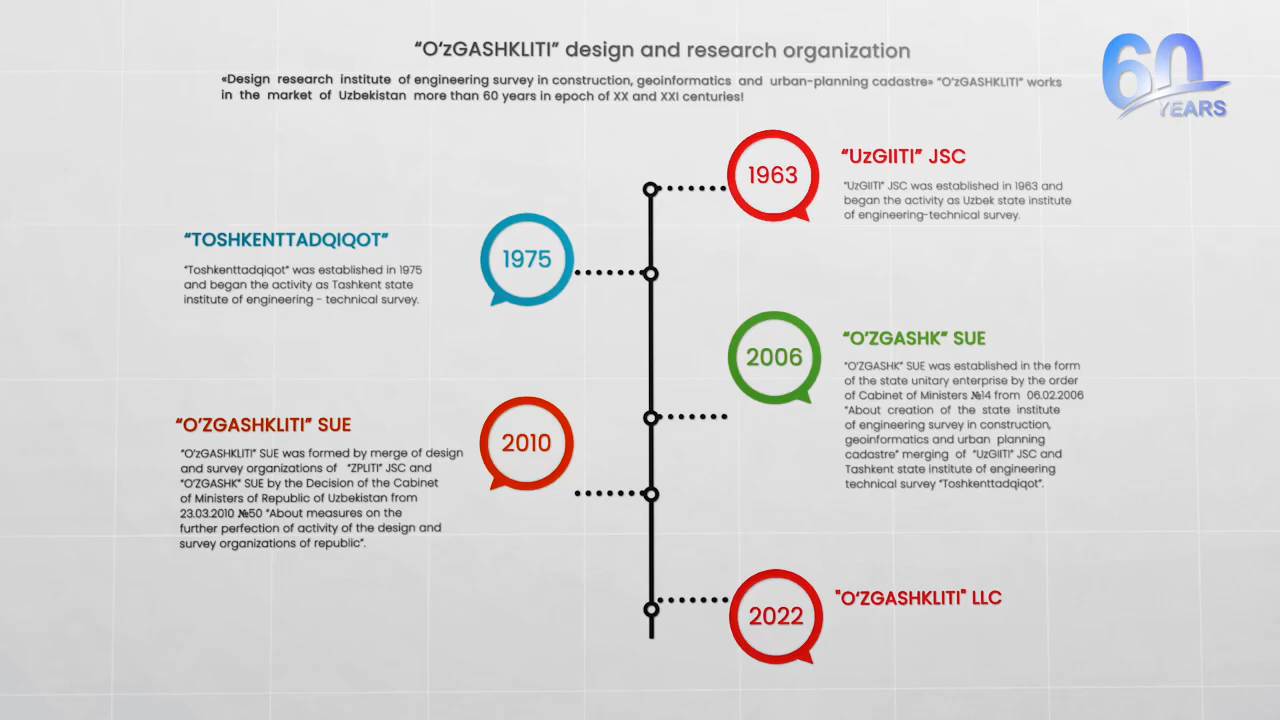 “O‘zGASHKLITI” design and research organization
«Design research institute of engineering survey in construction, geoinformatics and urban-planning cadastre» “O‘zGASHKLITI” works
in the market of Uzbekistan more than 60 years in epoch of XX and XXI centuries!
60
YEARS
1963
“UzGIITI” JSC
“UzGIITI” JSC was established in 1963 and
began the activity as Uzbek state institute
of engineering-technical survey.
“TOSHKENTTADQIQOT”
1975
“Toshkenttadqiqot” was established in 1975
and began the activity as Tashkent state
institute of engineering - technical survey.
2006
“O‘ZGASHK” SUE
“O‘ZGASHK” SUE was established in the form
of the state unitary enterprise by the order
of Cabinet of Ministers №14 from 06.02.2006
“About creation of the state institute
of engineering survey in construction,
geoinformatics and urban planning
cadastre” merging of “UzGIITI” JSC and
Tashkent state institute of engineering
technical survey “Toshkenttadqiqot”.
“O‘ZGASHKLITI” SUE
2010
“O‘zGASHKLITI” SUE was formed by merge of design
and survey organizations of “ZPLITI” JSC and
“O‘ZGASHK” SUE by the Decision of the Cabinet
of Ministers of Republic of Uzbekistan from
23.03.2010 №50 “About measures on the
further perfection of activity of the design and
survey organizations of republic”.
2022
"O‘ZGASHKLITI" LLC